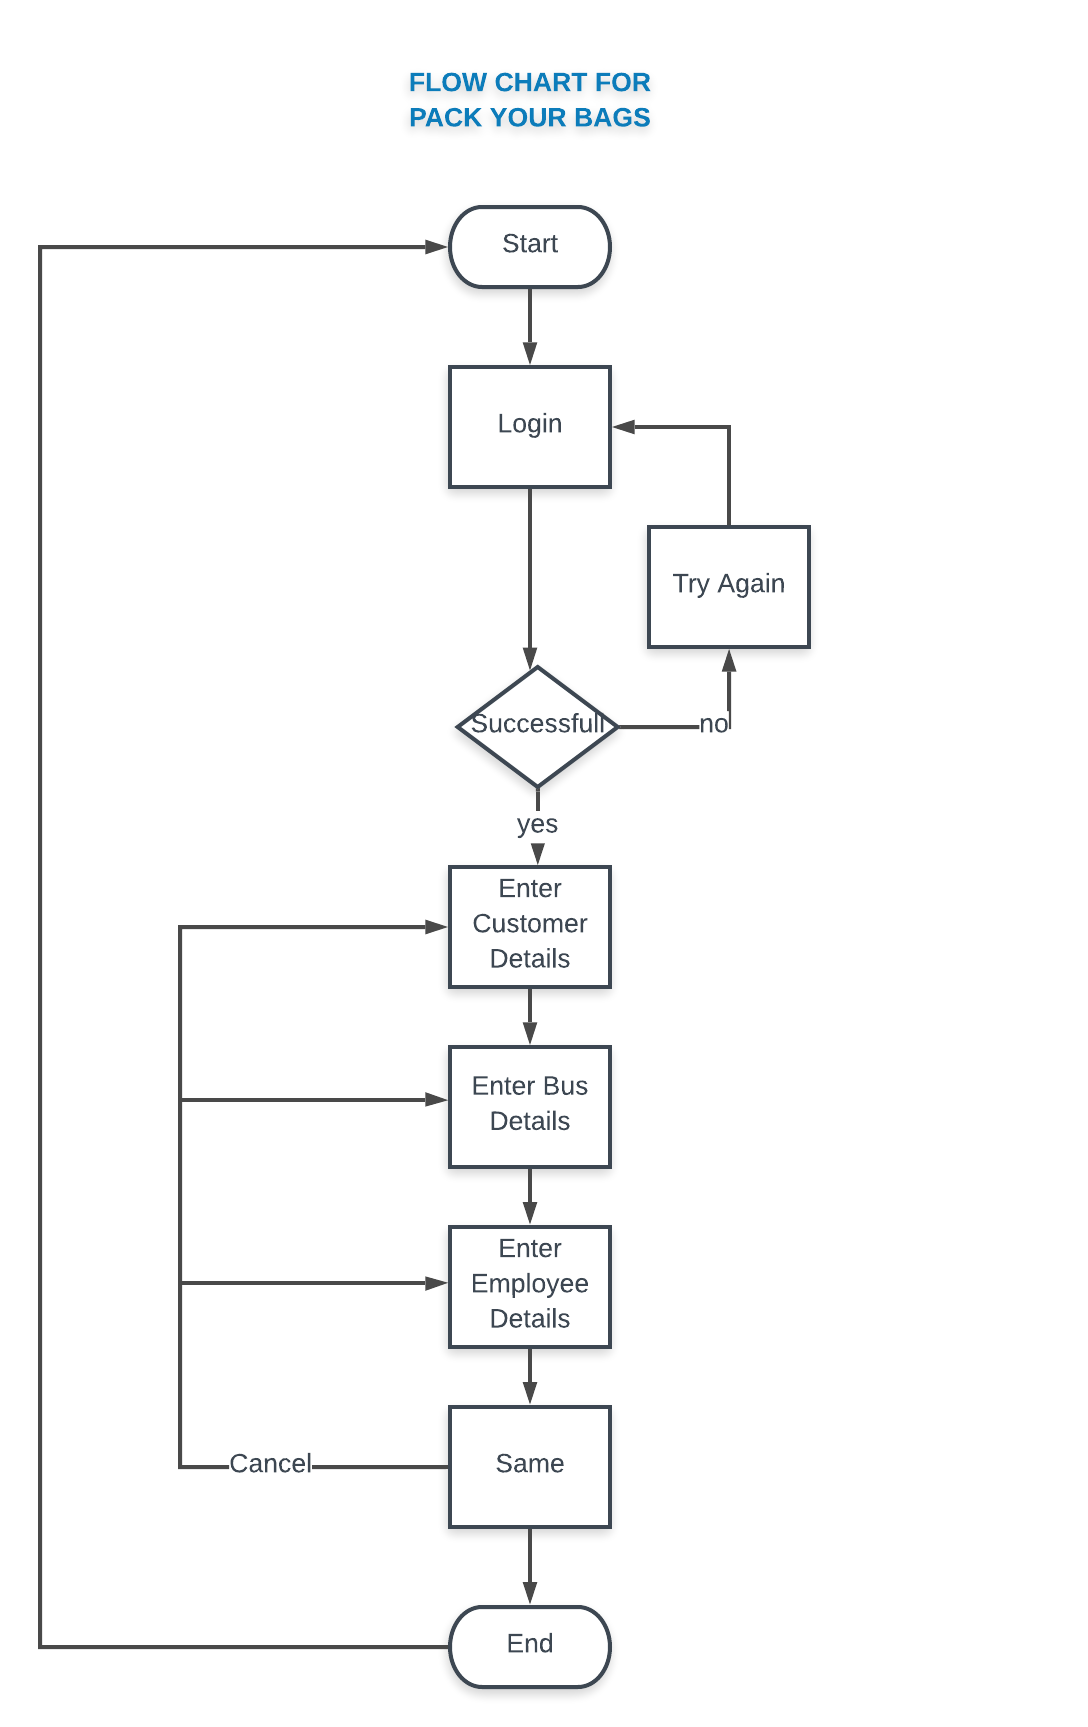 FLOW CHART FOR
PACK YOUR BAGS
Start
Login
Try Again
Successfull
no
yes
Enter
Customer
Details
Enter Bus
Details
Enter
Employee
Details
Same
Cancel
End